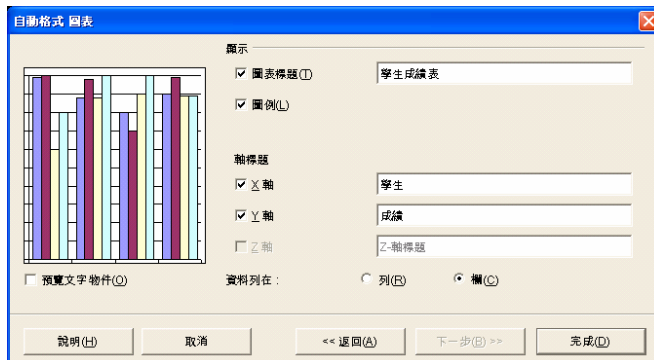 自動格式 圖表
顯示
圖表標題(T) 學生成績表
圖例(L)
軸標題
X 軸 學生
Y 軸 成績
Z 軸 Z-軸標題
預覽文字物件(O) 資料列在: 列(R) 欄(C)
說明(H) 取消 << 返回(A) 下一步(B) >> 完成(D)